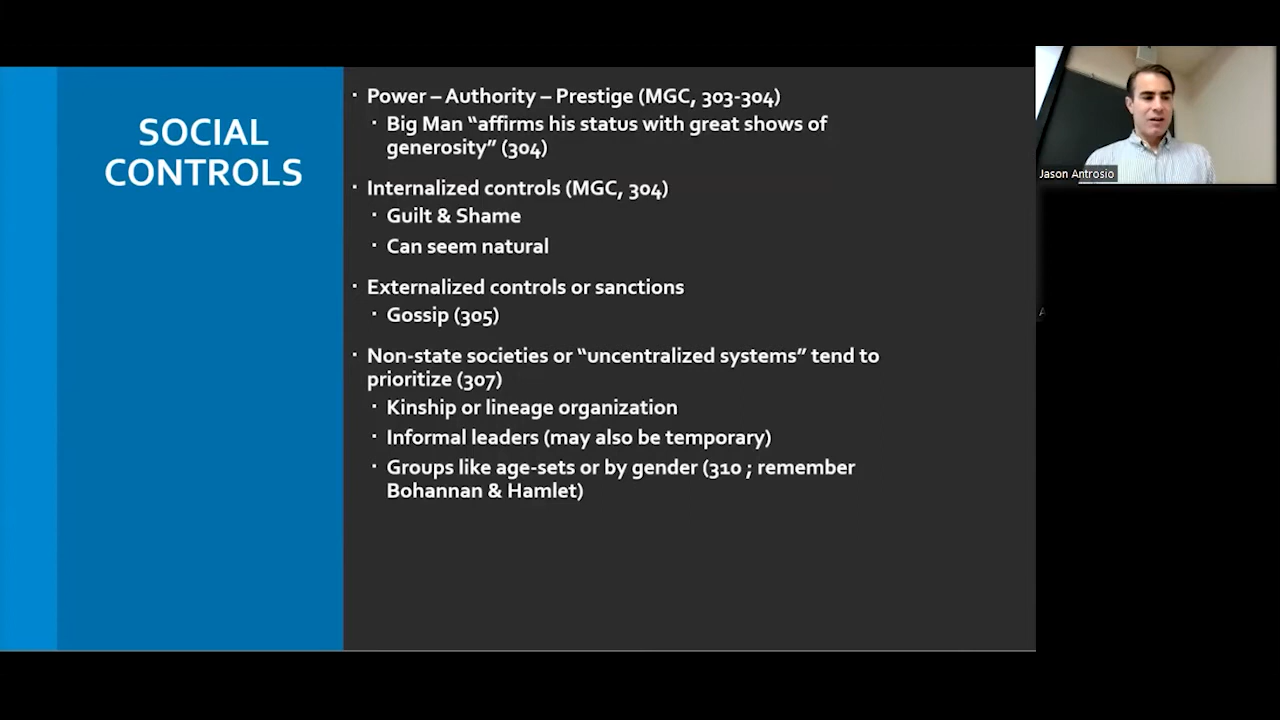 SOCIAL
CONTROLS
▪ Power – Authority – Prestige (MGC, 303-304)
▪ Big Man “affirms his status with great shows of
generosity” (304)
▪ Internalized controls (MGC, 304)
▪ Guilt & Shame
▪ Can seem natural
▪ Externalized controls or sanctions
▪ Gossip (305)
▪ Non-state societies or “uncentralized systems” tend to
prioritize (307)
▪ Kinship or lineage organization
▪ Informal leaders (may also be temporary)
▪ Groups like age-sets or by gender (310 ; remember
Bohannan & Hamlet)
Jason Antrosio